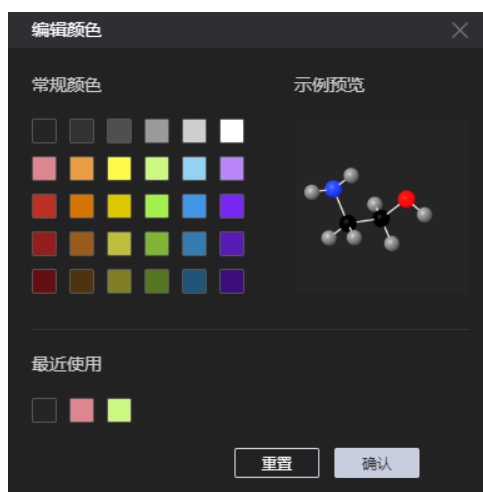 编辑颜色
常规颜色
示例预览
最近使用
重置
确认